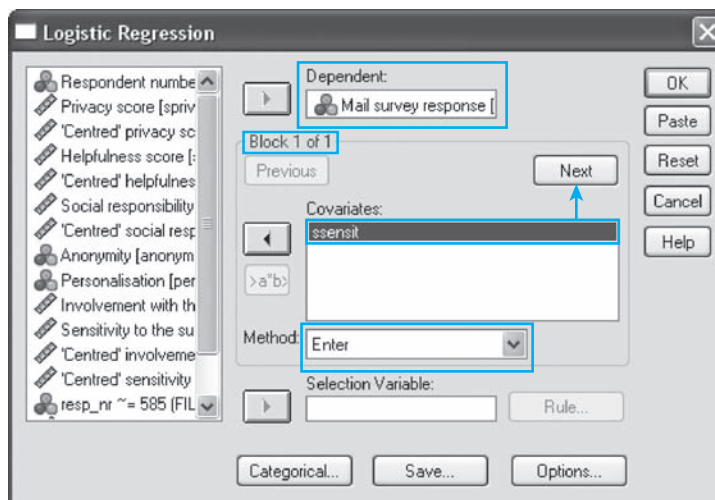 Logistic Regression
Respondent numbe
Privacy score [spriv
'Centred' privacy sc
Helpfulness score [
'Centred' helpfulnes
Social responsibility
'Centred' social resp
Anonymity [anonym
Personalisation [per
Involvement with th
Sensitivity to the su
'Centred' involveme
'Centred' sensitivity
resp_nr ~= 585 (FIL
Dependent:
Mail survey response [
Block 1 of 1
Previous
Next
Covariates:
ssensit
>a*b>
Method:
Enter
Selection Variable:
Rule...
Categorical...
Save...
Options...
OK
Paste
Reset
Cancel
Help